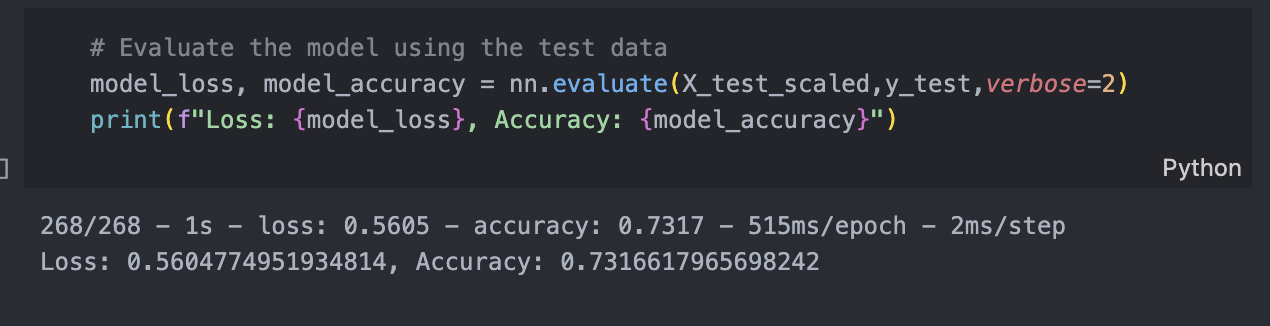 # Evaluate the model using the test data
model_loss, model_accuracy = nn.evaluate(X_test_scaled,y_test,verbose=2)
print(f"Loss: {model_loss}, Accuracy: {model_accuracy}")
Python
268/268 - 1s - loss: 0.5605 - accuracy: 0.7317 - 515ms/epoch - 2ms/step
Loss: 0.5604774951934814, Accuracy: 0.7316617965698242